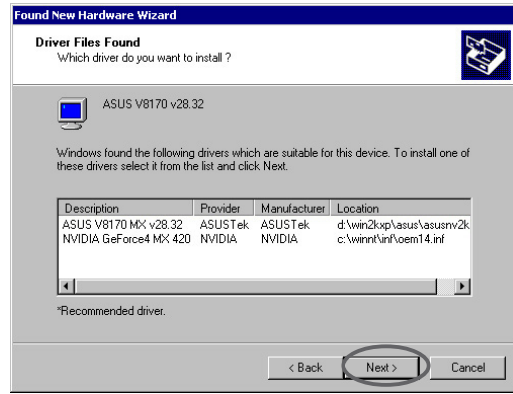 Found New Hardware Wizard
Driver Files Found
Which driver do you want to install ?
ASUS V8170 v28.32
Windows found the following drivers which are suitable for this device. To install one of
these drivers select it from the list and click Next.
Description Provider Manufacturer Location
ASUS V8170 MX v28.32 ASUSTek ASUSTek d:\win2kxp\asus\asusnv2k
NVIDIA GeForce4 MX 420 NVIDIA NVIDIA c:\winnt\inf\oem14.inf
*Recommended driver.
< Back Next > Cancel